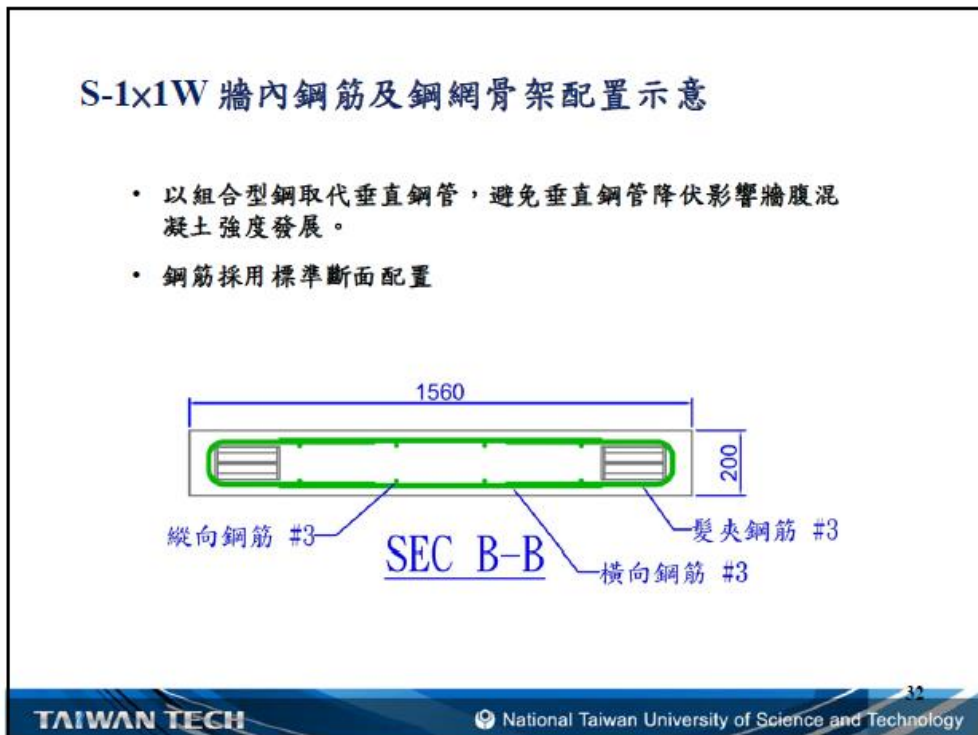 S-1×1W 牆內鋼筋及鋼網骨架配置示意
• 以組合型鋼取代垂直鋼管，避免垂直鋼管降伏影響牆腹混
凝土強度發展。
• 鋼筋採用標準斷面配置
1560
200
縱向鋼筋 #3
SEC B-B
髮夾鋼筋 #3
橫向鋼筋 #3
32
TAIWAN TECH
National Taiwan University of Science and Technology